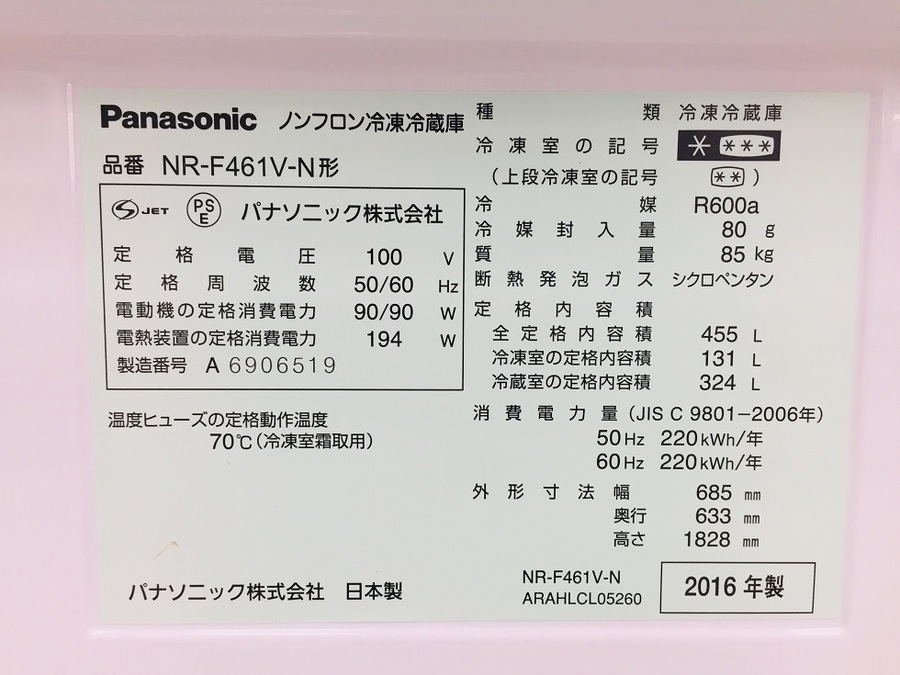 Panasonic ノンフロン冷凍冷蔵庫
品番 NR-F461V-N形
S JET PS E パナソニック株式会社
定格電圧 100 V
定格周波数 50/60 Hz
電動機の定格消費電力 90/90 W
電熱装置の定格消費電力 194 W
製造番号 A 6906519
温度ヒューズの定格動作温度
70℃(冷凍室霜取用)
パナソニック株式会社 日本製
種類 冷凍冷蔵庫
冷凍室の記号 * ***
(上段冷凍室の記号 ** )
冷媒 R600a
冷媒封入量 80 g
質量 85 kg
断熱発泡ガス シクロペンタン
定格内容積
全定格内容積 455 L
冷凍室の定格内容積 131 L
冷蔵室の定格内容積 324 L
消費電力量(JIS C 9801-2006年)
50Hz 220kWh/年
60Hz 220kWh/年
外形寸法 幅 685 mm
奥行 633 mm
高さ 1828 mm
NR-F461V-N
ARAHLCL05260
2016年製